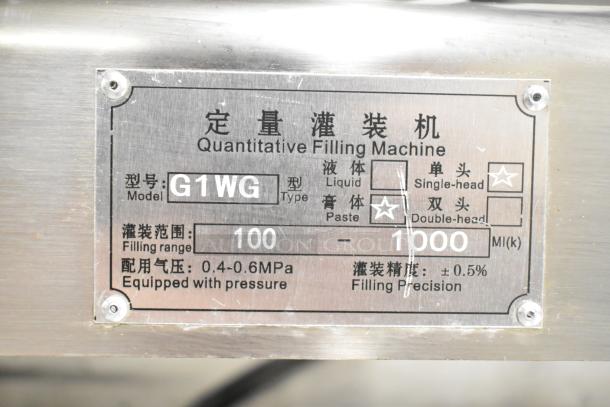 定量灌装机
Quantitative Filling Machine
型号: G1WG 型
Model Type
液体 单头 ☆
Liquid Single-head
膏体 ☆ 双头
Paste Double-head
灌装范围: 100 - 1000 Ml(k)
Filling range
AUCTION GROUP
配用气压: 0.4-0.6MPa 灌装精度: ±0.5%
Equipped with pressure Filling Precision